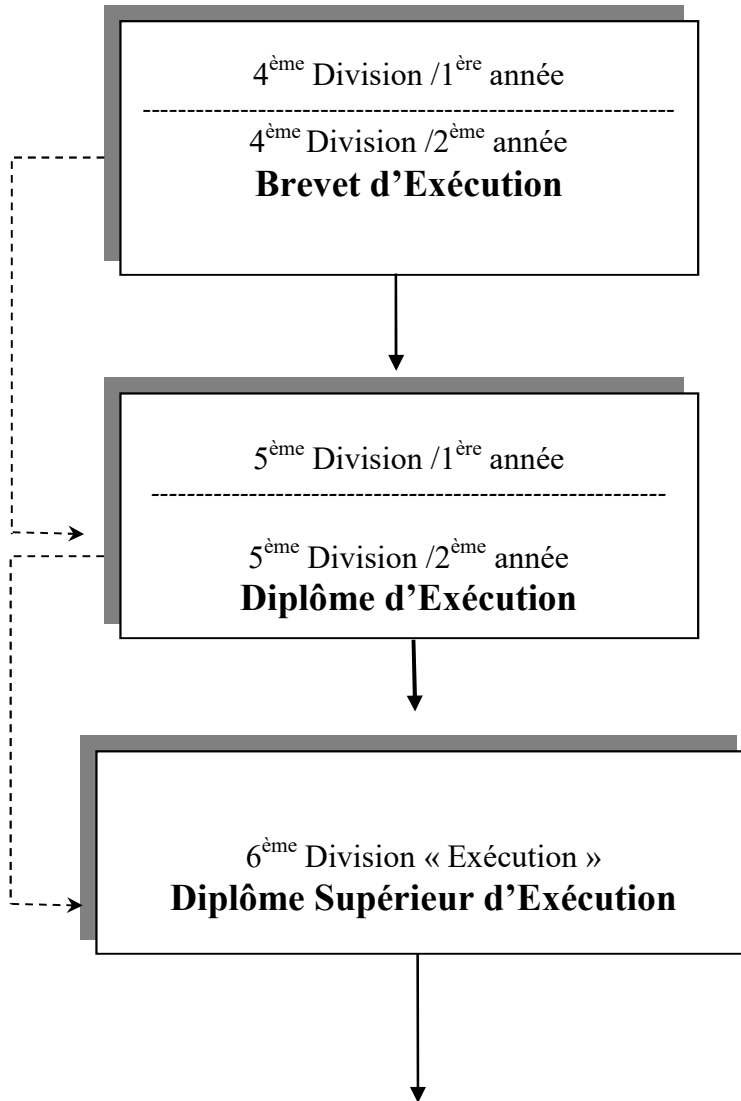 4ème Division /1ère année
4ème Division /2ème année
Brevet d’Exécution
5ème Division /1ère année
5ème Division /2ème année
Diplôme d’Exécution
6ème Division « Exécution »
Diplôme Supérieur d’Exécution